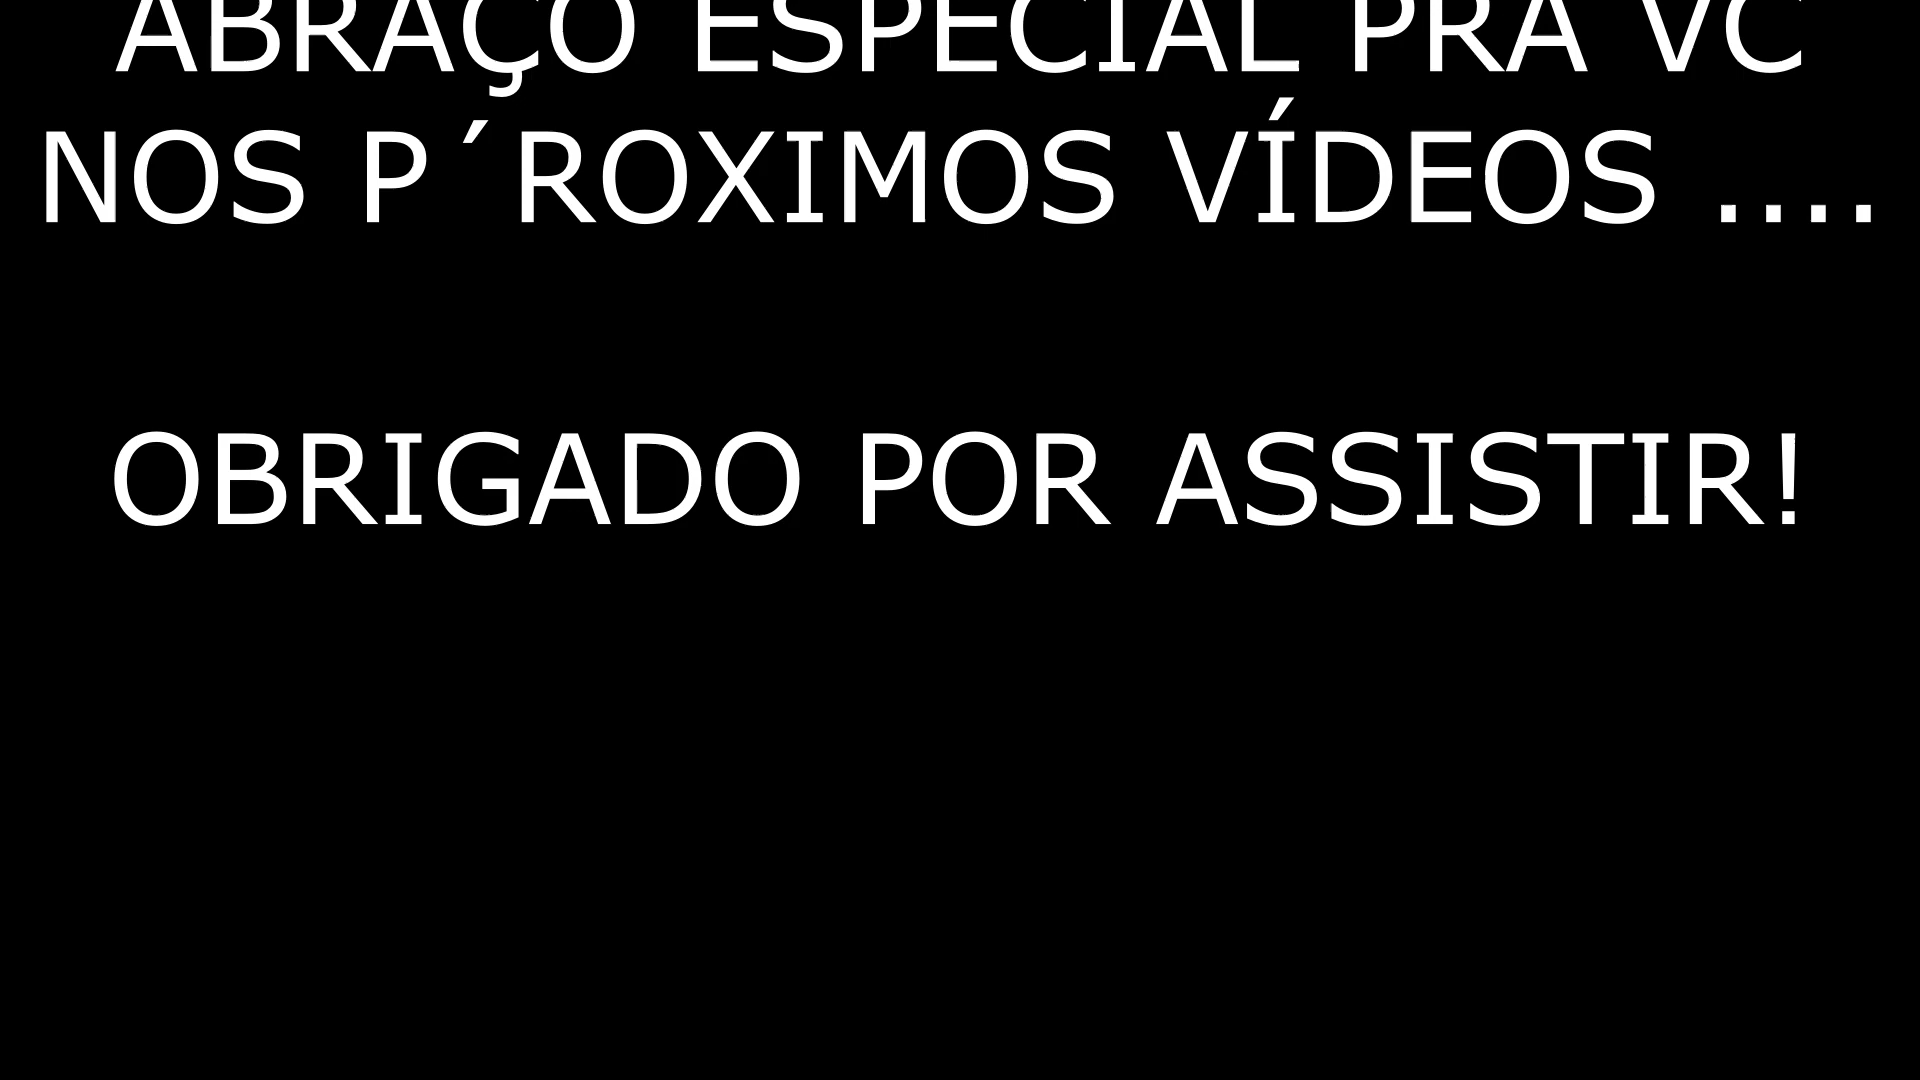 ABRAÇO ESPECIAL PRA VC
NOS P´ROXIMOS VÍDEOS ....
OBRIGADO POR ASSISTIR!